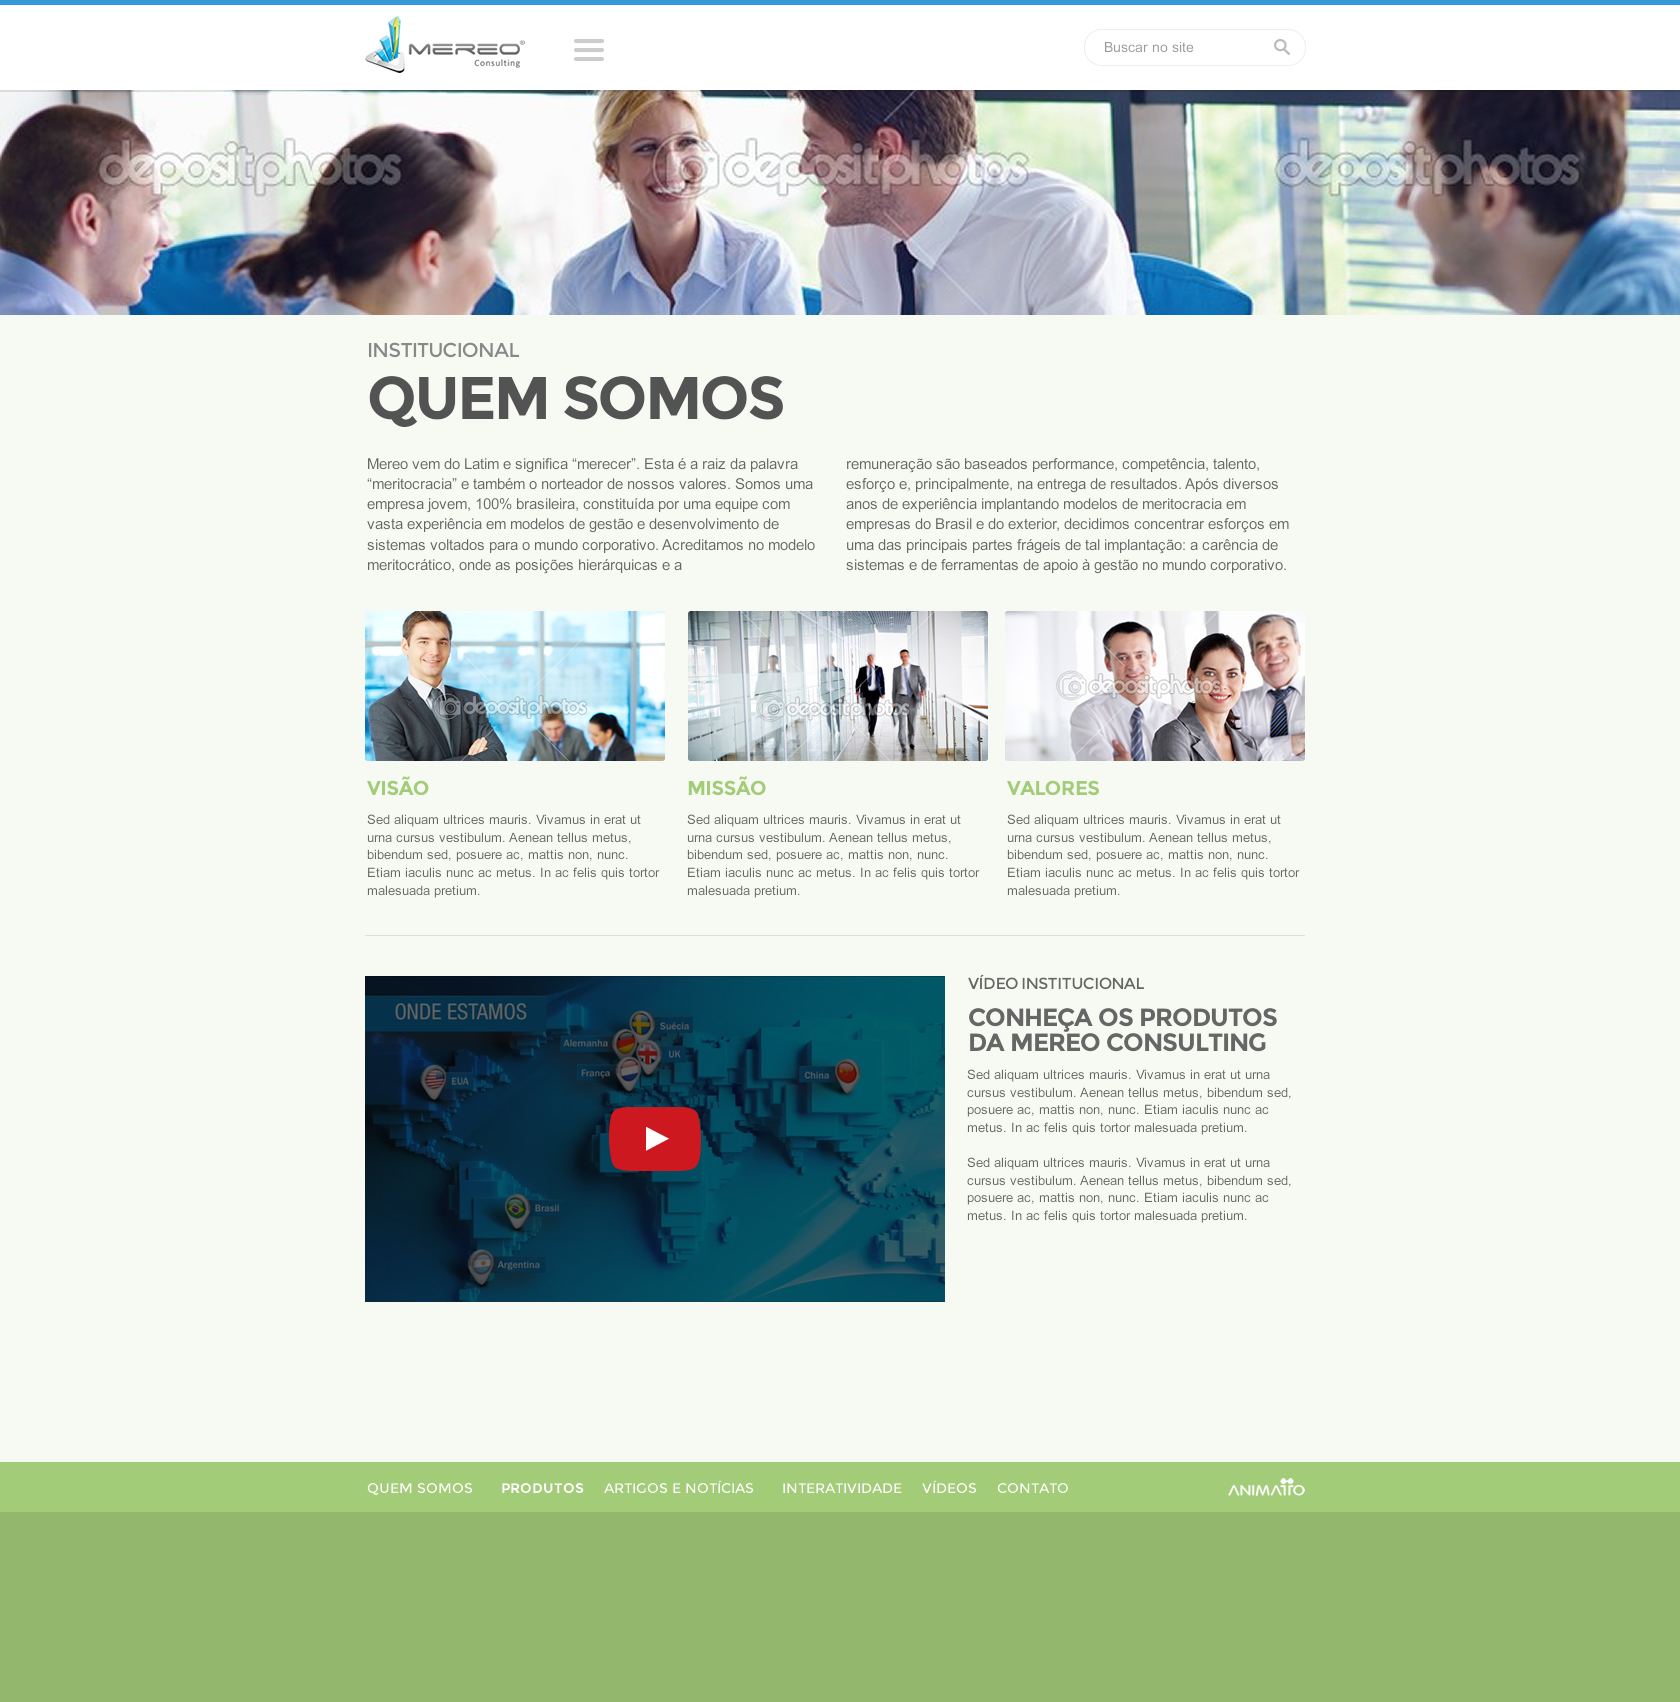 MEREO®
Consulting
Buscar no site
depositphotos
depositphotos
depositphotos
INSTITUCIONAL
QUEM SOMOS
Mereo vem do Latim e significa “merecer”. Esta é a raiz da palavra
“meritocracia” e também o norteador de nossos valores. Somos uma
empresa jovem, 100% brasileira, constituída por uma equipe com
vasta experiência em modelos de gestão e desenvolvimento de
sistemas voltados para o mundo corporativo. Acreditamos no modelo
meritocrático, onde as posições hierárquicas e a
remuneração são baseados performance, competência, talento,
esforço e, principalmente, na entrega de resultados. Após diversos
anos de experiência implantando modelos de meritocracia em
empresas do Brasil e do exterior, decidimos concentrar esforços em
uma das principais partes frágeis de tal implantação: a carência de
sistemas e de ferramentas de apoio à gestão no mundo corporativo.
depositphotos
depositphotos
depositphotos
VISÃO
Sed aliquam ultrices mauris. Vivamus in erat ut
urna cursus vestibulum. Aenean tellus metus,
bibendum sed, posuere ac, mattis non, nunc.
Etiam iaculis nunc ac metus. In ac felis quis tortor
malesuada pretium.
MISSÃO
Sed aliquam ultrices mauris. Vivamus in erat ut
urna cursus vestibulum. Aenean tellus metus,
bibendum sed, posuere ac, mattis non, nunc.
Etiam iaculis nunc ac metus. In ac felis quis tortor
malesuada pretium.
VALORES
Sed aliquam ultrices mauris. Vivamus in erat ut
urna cursus vestibulum. Aenean tellus metus,
bibendum sed, posuere ac, mattis non, nunc.
Etiam iaculis nunc ac metus. In ac felis quis tortor
malesuada pretium.
ONDE ESTAMOS
Suécia
Alemanha
UK
França
EUA
China
Brasil
Argentina
VÍDEO INSTITUCIONAL
CONHEÇA OS PRODUTOS
DA MEREO CONSULTING
Sed aliquam ultrices mauris. Vivamus in erat ut urna
cursus vestibulum. Aenean tellus metus, bibendum sed,
posuere ac, mattis non, nunc. Etiam iaculis nunc ac
metus. In ac felis quis tortor malesuada pretium.
Sed aliquam ultrices mauris. Vivamus in erat ut urna
cursus vestibulum. Aenean tellus metus, bibendum sed,
posuere ac, mattis non, nunc. Etiam iaculis nunc ac
metus. In ac felis quis tortor malesuada pretium.
QUEM SOMOS PRODUTOS ARTIGOS E NOTÍCIAS INTERATIVIDADE VÍDEOS CONTATO
ANIMATTO